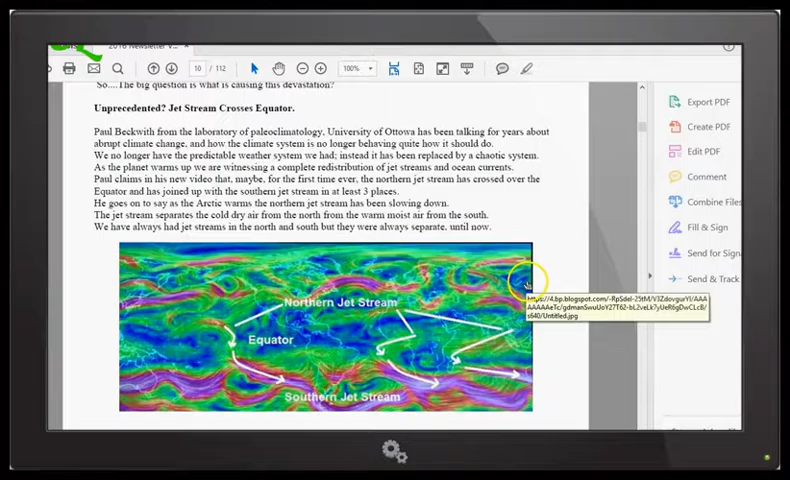 2016 Newsletter V...
10 / 112
100%
So....The big question is what is causing this devastation?
Unprecedented? Jet Stream Crosses Equator.
Paul Beckwith from the laboratory of paleoclimatology, University of Ottowa has been talking for years about
abrupt climate change, and how the climate system is no longer behaving quite how it should do.
We no longer have the predictable weather system we had; instead it has been replaced by a chaotic system.
As the planet warms up we are witnessing a complete redistribution of jet streams and ocean currents.
Paul claims in his new video that, maybe, for the first time ever, the northern jet stream has crossed over the
Equator and has joined up with the southern jet stream in at least 3 places.
He goes on to say as the Arctic warms the northern jet stream has been slowing down.
The jet stream separates the cold dry air from the north from the warm moist air from the south.
We have always had jet streams in the north and south but they were always separate, until now.
Northern Jet Stream
Equator
Southern Jet Stream
Export PDF
Create PDF
Edit PDF
Comment
Combine Files
Fill & Sign
Send for Sign
Send & Track